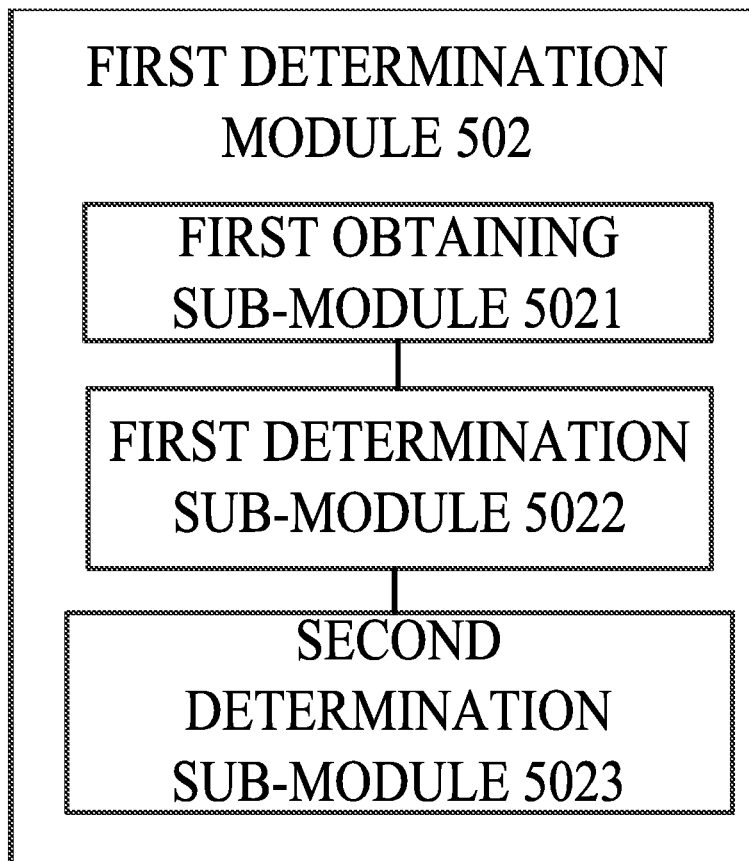 FIRST DETERMINATION
MODULE 502
FIRST OBTAINING
SUB-MODULE 5021
FIRST DETERMINATION
SUB-MODULE 5022
SECOND
DETERMINATION
SUB-MODULE 5023